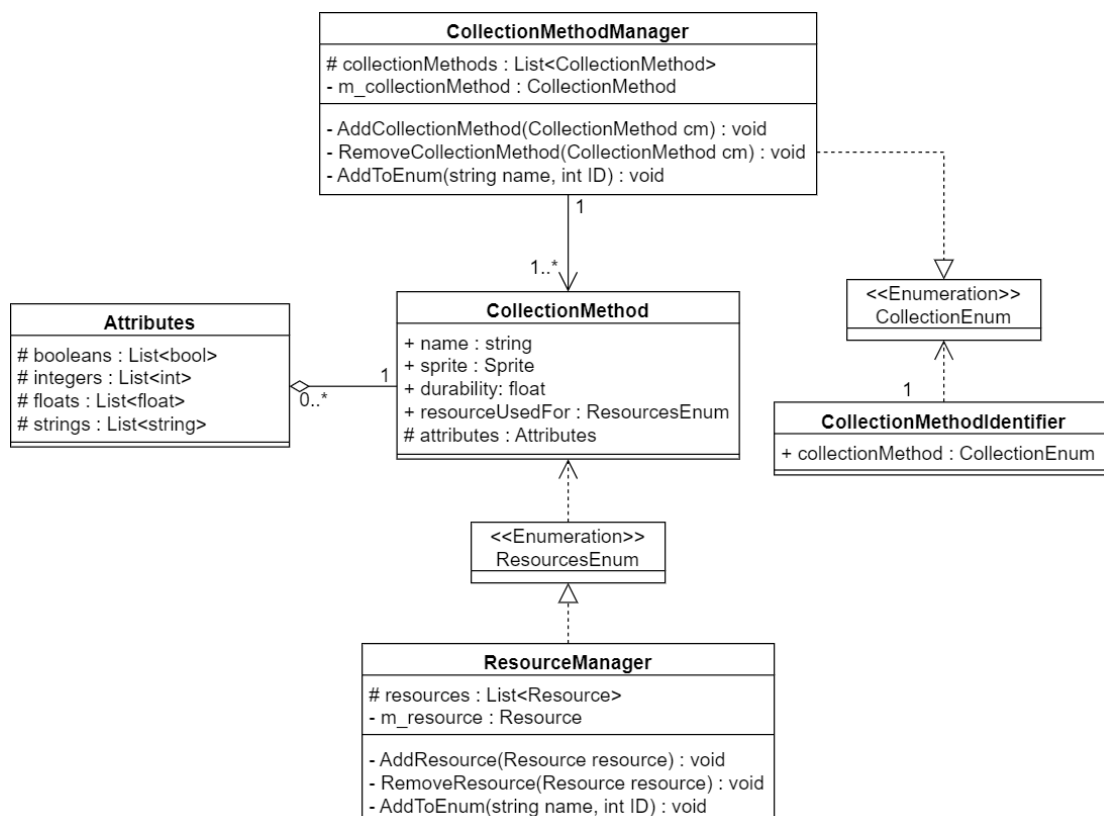 CollectionMethodManager
# collectionMethods : List<CollectionMethod>
- m_collectionMethod : CollectionMethod
- AddCollectionMethod(CollectionMethod cm) : void
- RemoveCollectionMethod(CollectionMethod cm) : void
- AddToEnum(string name, int ID) : void
1
1..*
<<Enumeration>>
CollectionEnum
Attributes
# booleans : List<bool>
# integers : List<int>
# floats : List<float>
# strings : List<string>
0..*
1
CollectionMethod
+ name : string
+ sprite : Sprite
+ durability: float
+ resourceUsedFor : ResourcesEnum
# attributes : Attributes
1
CollectionMethodIdentifier
+ collectionMethod : CollectionEnum
<<Enumeration>>
ResourcesEnum
ResourceManager
# resources : List<Resource>
- m_resource : Resource
- AddResource(Resource resource) : void
- RemoveResource(Resource resource) : void
- AddToEnum(string name, int ID) : void